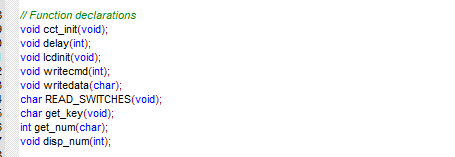 // Function declarations
void cct_init(void);
void delay(int);
void lcdinit(void);
void writecmd(int);
void writedata(char);
char READ_SWITCHES(void);
char get_key(void);
int get_num(char);
void disp_num(int);